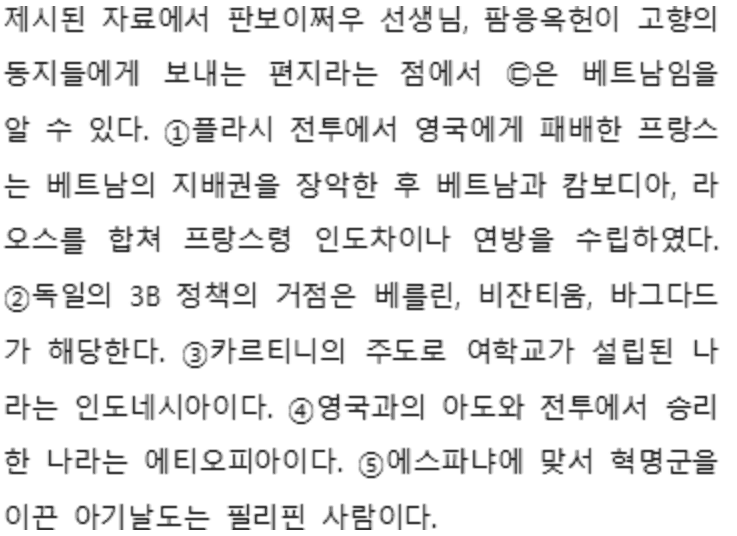 제시된 자료에서 판보이쩌우 선생님, 팜응옥헌이 고향의
동지들에게 보내는 편지라는 점에서 ㉢은 베트남임을
알 수 있다. ①플라시 전투에서 영국에게 패배한 프랑스
는 베트남의 지배권을 장악한 후 베트남과 캄보디아, 라
오스를 합쳐 프랑스령 인도차이나 연방을 수립하였다.
②독일의 3B 정책의 거점은 베를린, 비잔티움, 바그다드
가 해당한다. ③카르티니의 주도로 여학교가 설립된 나
라는 인도네시아이다. ④영국과의 아도와 전투에서 승리
한 나라는 에티오피아이다. ⑤에스파냐에 맞서 혁명군을
이끈 아기날도는 필리핀 사람이다.